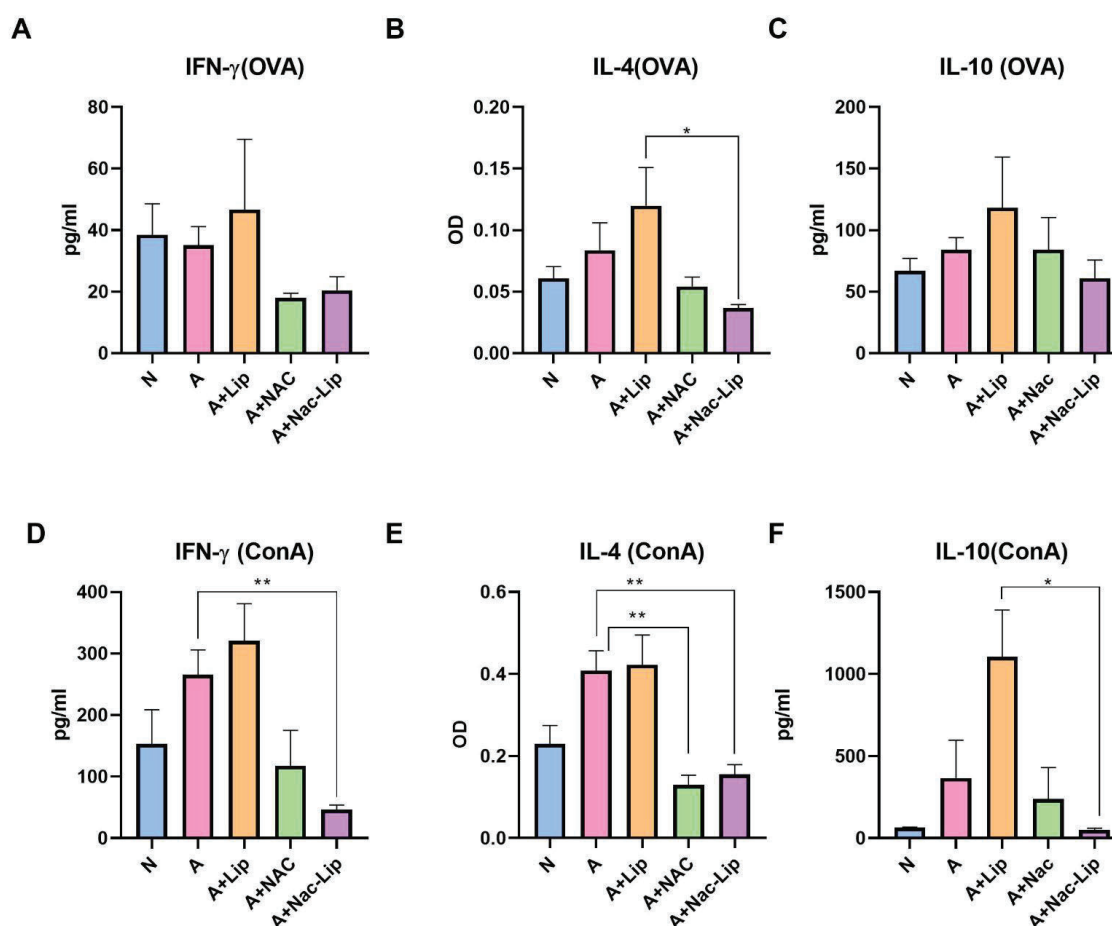 A
IFN-γ(OVA)
pg/ml
80
60
40
20
0
N
A
A+Lip
A+NAC
A+Nac-Lip
B
IL-4(OVA)
OD
0.20
0.15
0.10
0.05
0.00
*
N
A
A+Lip
A+NAC
A+Nac-Lip
C
IL-10 (OVA)
pg/ml
200
150
100
50
0
N
A
A+Lip
A+Nac
A+Nac-Lip
D
IFN-γ (ConA)
pg/ml
400
300
200
100
0
**
N
A
A+Lip
A+NAC
A+Nac-Lip
E
IL-4 (ConA)
OD
0.6
0.4
0.2
0.0
**
**
N
A
A+Lip
A+NAC
A+Nac-Lip
F
IL-10(ConA)
pg/ml
1500
1000
500
0
*
N
A
A+Lip
A+Nac
A+Nac-Lip